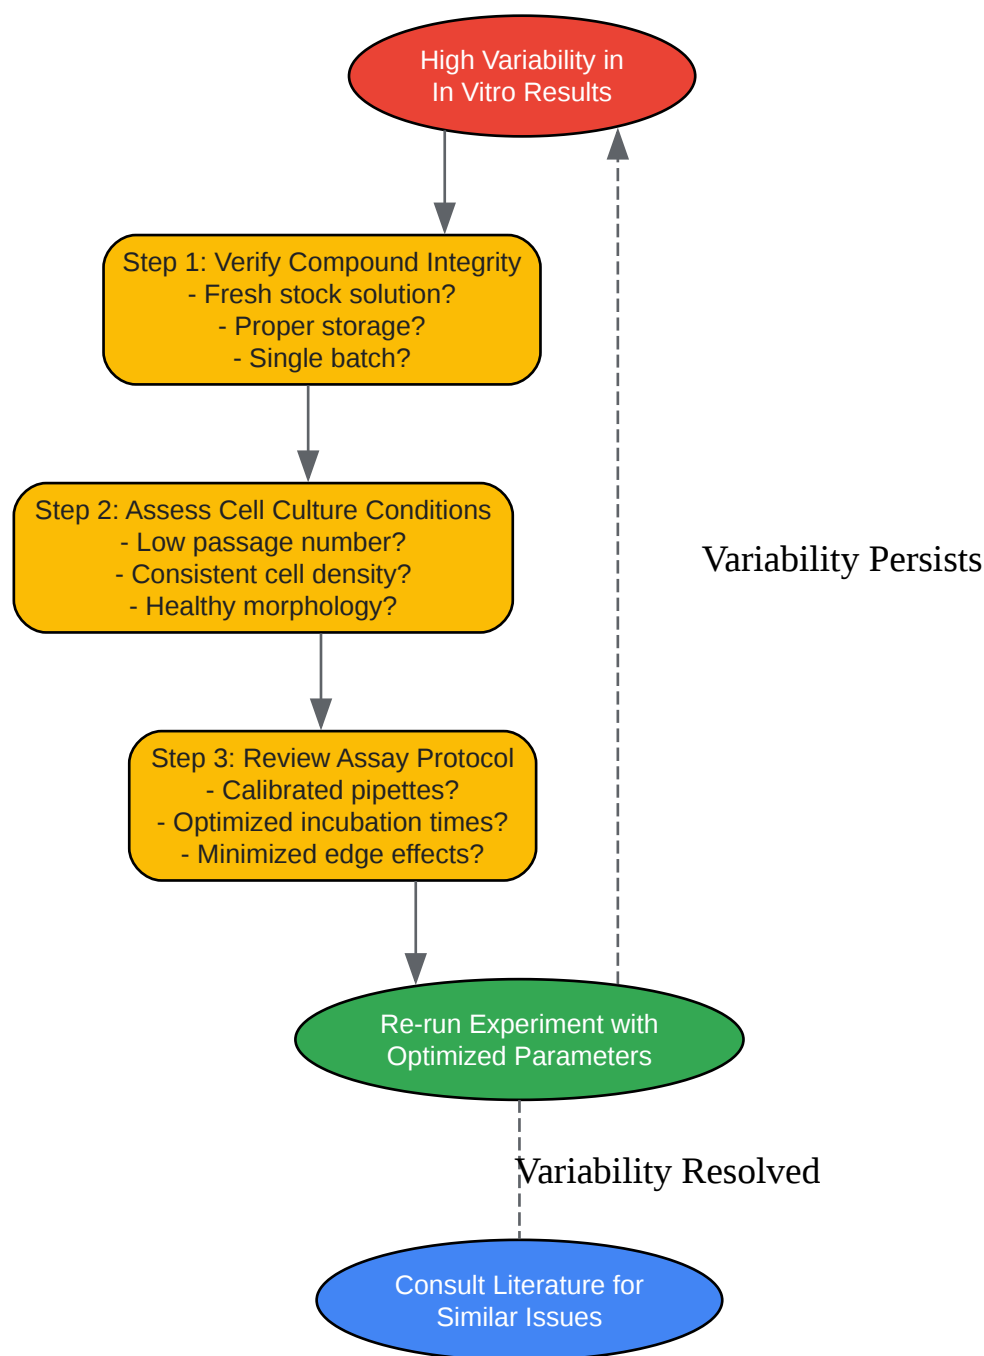 High Variability in
In Vitro Results
Step 1: Verify Compound Integrity
- Fresh stock solution?
- Proper storage?
- Single batch?
Step 2: Assess Cell Culture Conditions
- Low passage number?
- Consistent cell density?
- Healthy morphology?
Variability Persists
Step 3: Review Assay Protocol
- Calibrated pipettes?
- Optimized incubation times?
- Minimized edge effects?
Re-run Experiment with
Optimized Parameters
Variability Resolved
Consult Literature for
Similar Issues